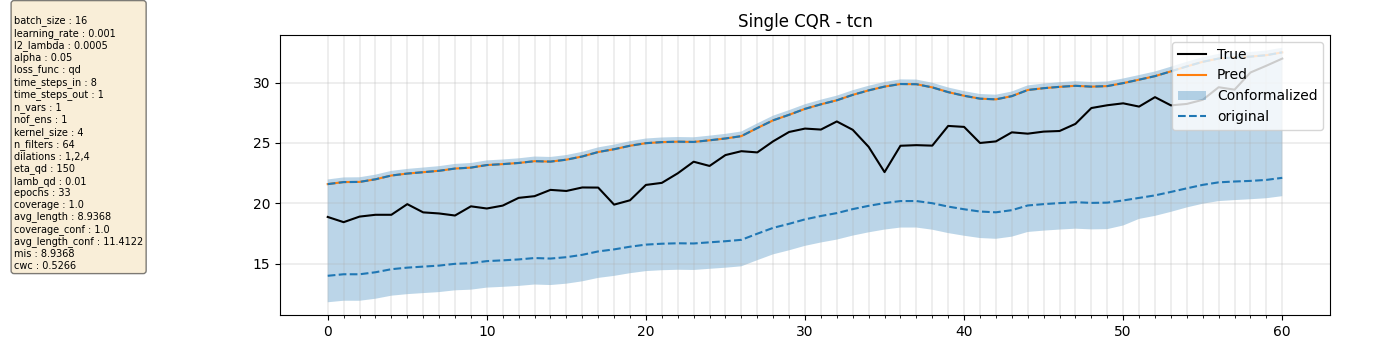 batch_size : 16
learning_rate : 0.001
l2_lambda : 0.0005
alpha : 0.05
loss_func : qd
time_steps_in : 8
time_steps_out : 1
n_vars : 1
nof_ens : 1
kernel_size : 4
n_filters : 64
dilations : 1,2,4
eta_qd : 150
lamb_qd : 0.01
epochs : 33
coverage : 1.0
avg_length : 8.9368
coverage_conf : 1.0
avg_length_conf : 11.4122
mis : 8.9368
cwc : 0.5266
Single CQR - tcn
True
Pred
Conformalized
original
30
25
20
15
0 10 20 30 40 50 60